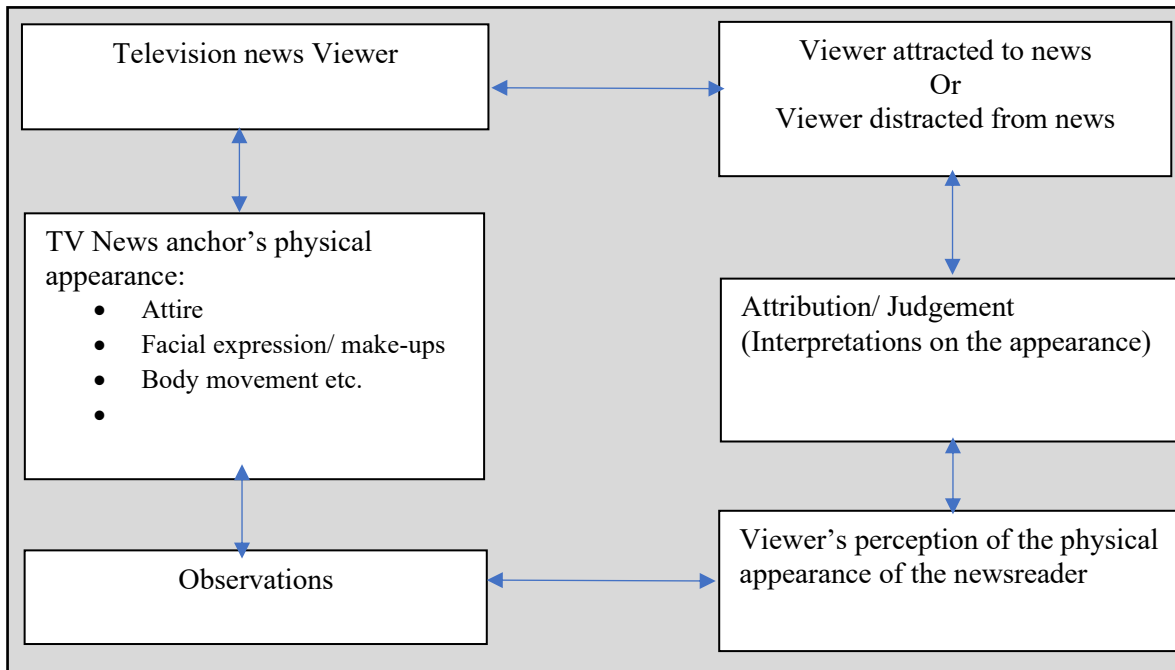 Television news Viewer
Viewer attracted to news
Or
Viewer distracted from news
TV News anchor’s physical
appearance:
• Attire
• Facial expression/ make-ups
• Body movement etc.
•
Attribution/ Judgement
(Interpretations on the appearance)
Observations
Viewer’s perception of the physical
appearance of the newsreader